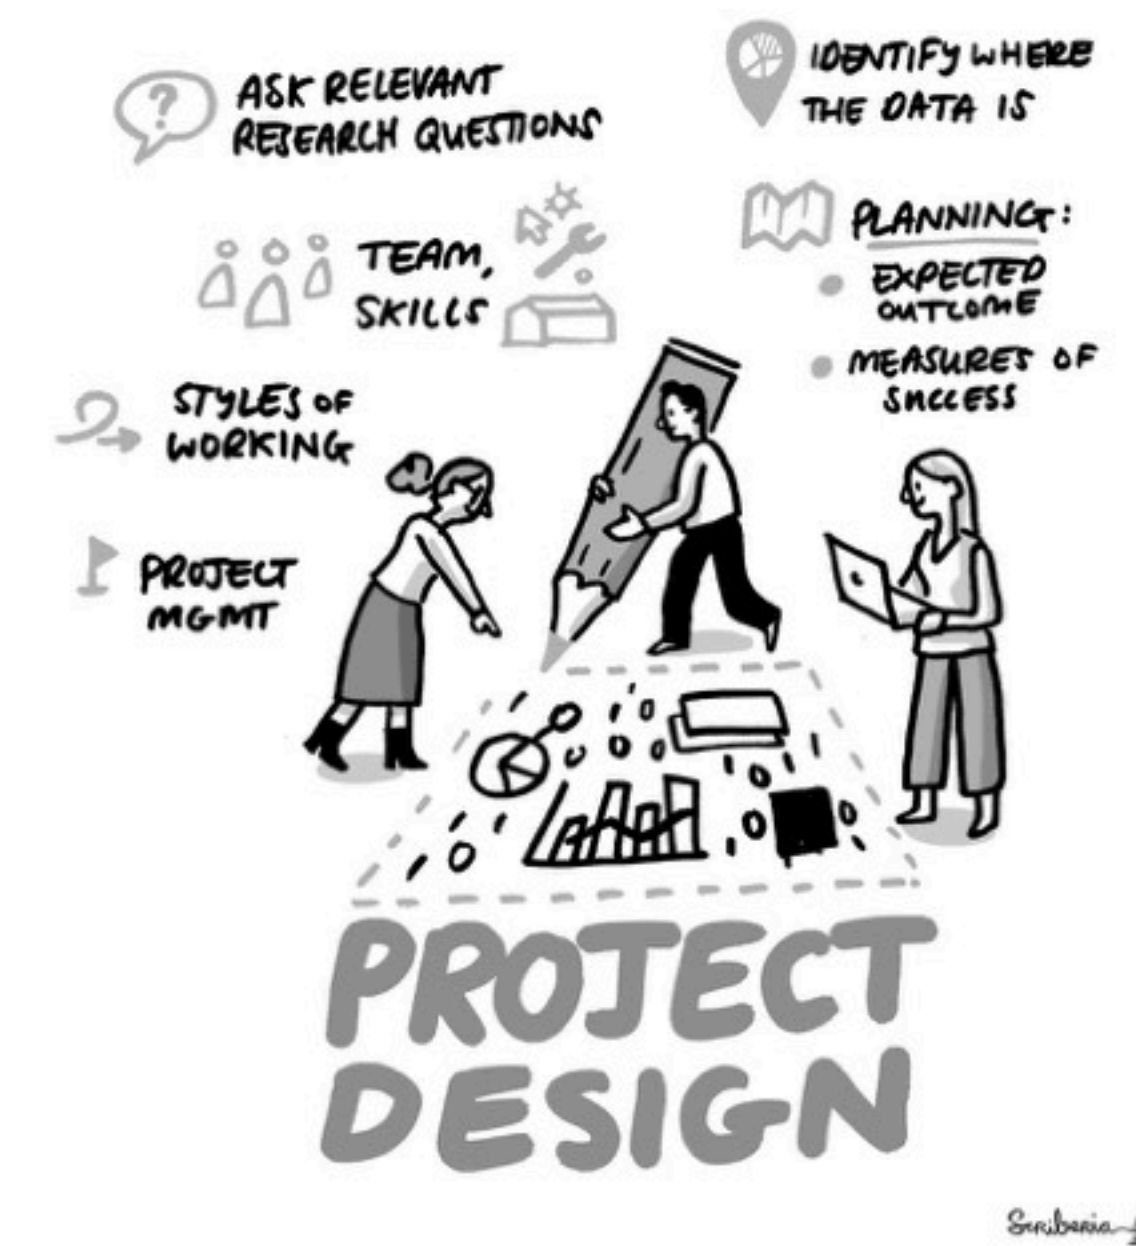 ASK RELEVANT
RESEARCH QUESTIONS
IDENTIFY WHERE
THE DATA IS
TEAM,
SKILLS
PLANNING:
EXPECTED
OUTCOME
MEASURES OF
SUCCESS
STYLES OF
WORKING
PROJECT
MGMT
PROJECT
DESIGN
Scriberia